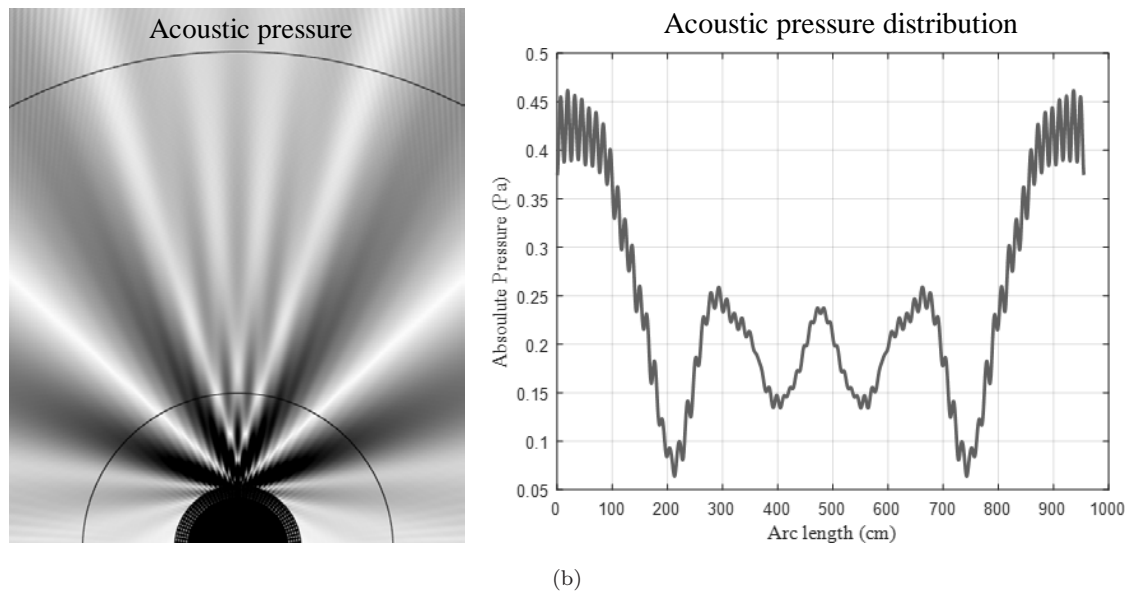 Acoustic pressure
Acoustic pressure distribution
0.5
0.45
0.4
0.35
0.3
0.25
0.2
0.15
0.1
0.05
Absoulute Pressure (Pa)
0 100 200 300 400 500 600 700 800 900 1000
Arc length (cm)
(b)